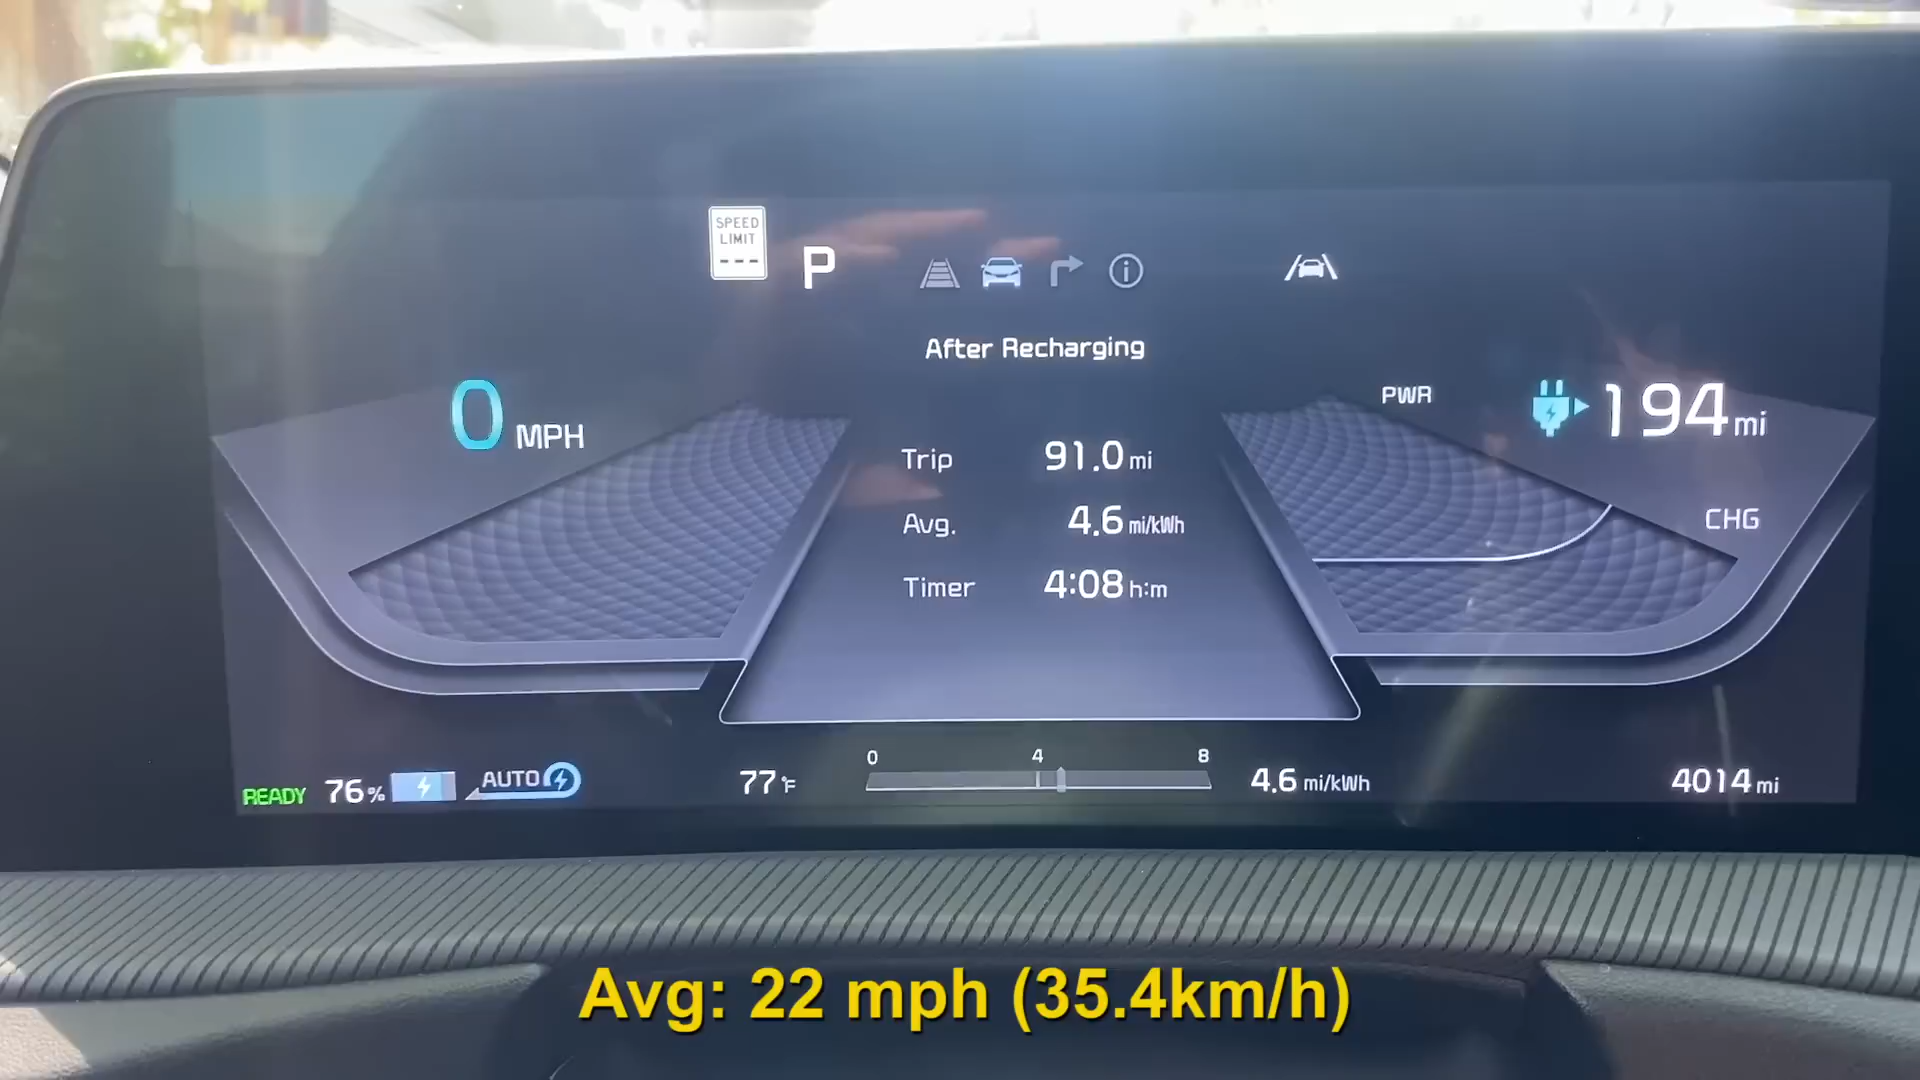 SPEED
LIMIT
---
P
After Recharging
0 MPH
PWR
194 mi
Trip 91.0 mi
CHG
Avg. 4.6 mi/kWh
Timer 4:08 h:m
0 4 8
READY 76% AUTO 77°F 4.6 mi/kWh 4014 mi
Avg: 22 mph (35.4km/h)